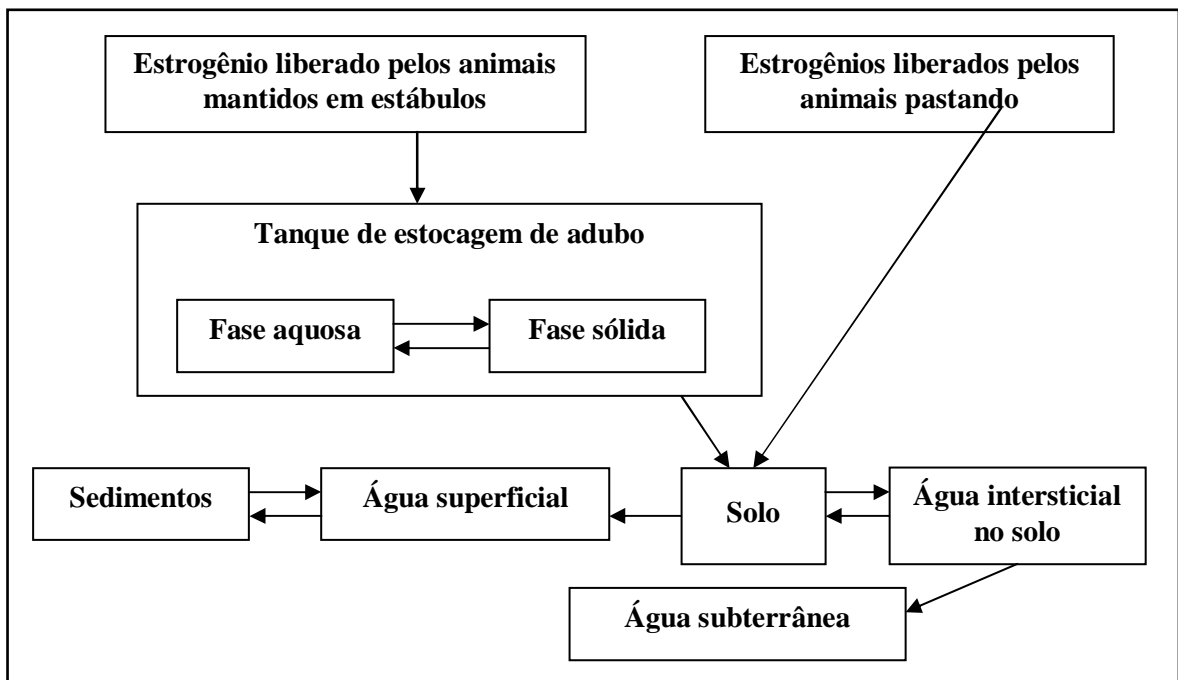 Estrogênio liberado pelos animais
mantidos em estábulos
Estrogênios liberados pelos
animais pastando
Tanque de estocagem de adubo
Fase aquosa
Fase sólida
Sedimentos
Água superficial
Solo
Água intersticial
no solo
Água subterrânea